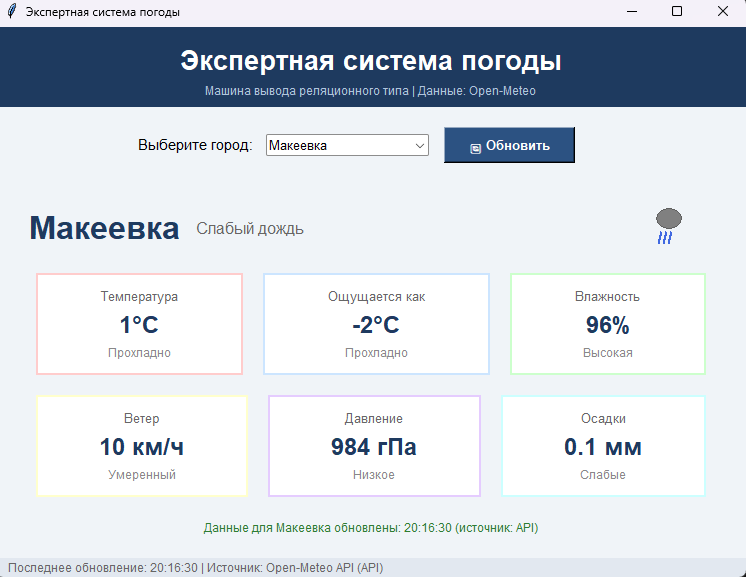 Экспертная система погоды
Экспертная система погоды
Машина вывода реляционного типа | Данные: Open-Meteo
Выберите город: Макеевка Обновить
Макеевка Слабый дождь
Температура Ощущается как Влажность
1°C -2°C 96%
Прохладно Прохладно Высокая
Ветер Давление Осадки
10 км/ч 984 гПа 0.1 мм
Умеренный Низкое Слабые
Данные для Макеевка обновлены: 20:16:30 (источник: API)
Последнее обновление: 20:16:30 | Источник: Open-Meteo API (API)